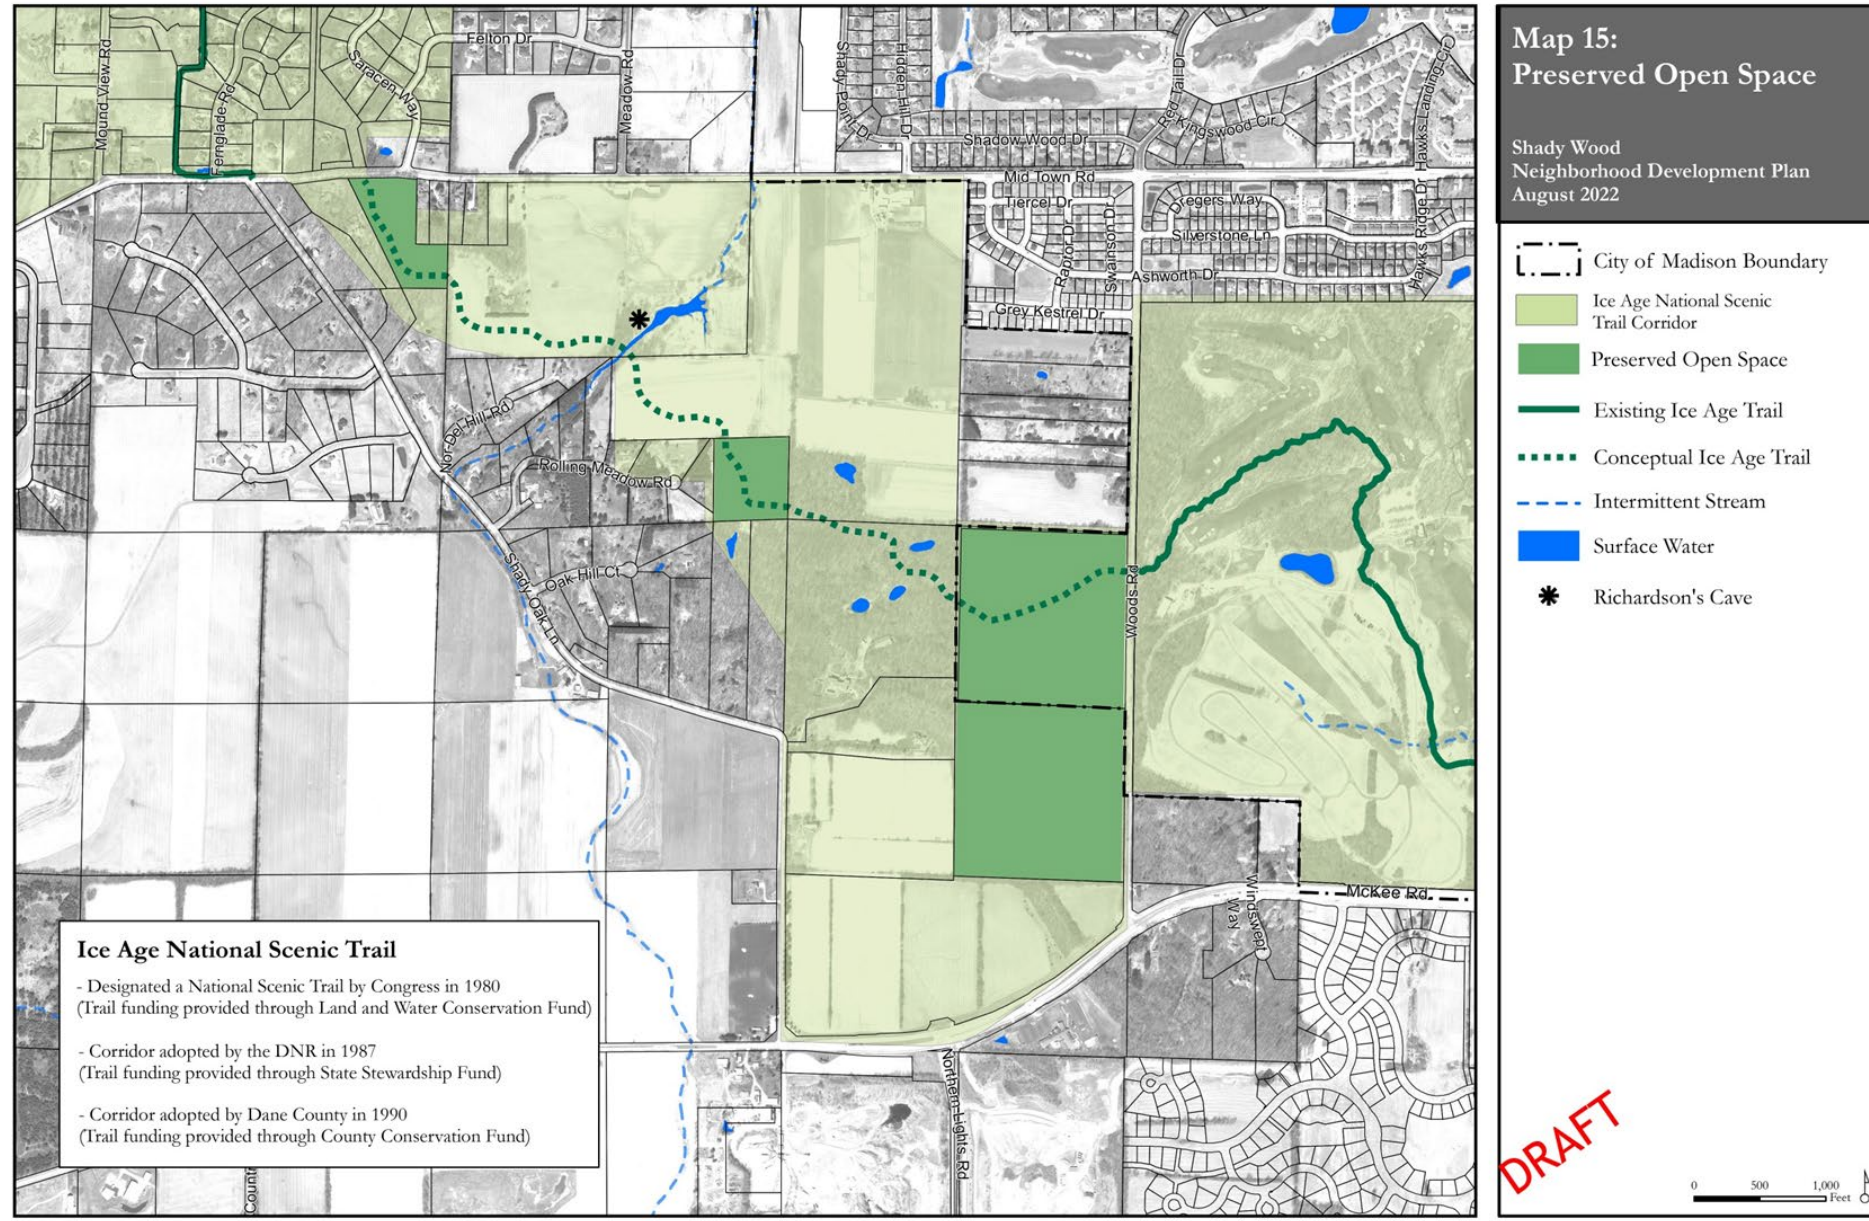 Map 15:
Preserved Open Space
Shady Wood
Neighborhood Development Plan
August 2022
City of Madison Boundary
Ice Age National Scenic
Trail Corridor
Preserved Open Space
Existing Ice Age Trail
Conceptual Ice Age Trail
Intermittent Stream
Surface Water
Richardson's Cave
DRAFT
0 500 1,000
Feet
Mound View Rd
Fernglade Rd
Saracen Way
Felton Dr
Meadow Rd
Shady Point Dr
Hidden Hill Dr
Shadow Wood Dr
Red Tail Dr
Kingswood Cir
Hawks Landing Cir
Mid Town Rd
Tiercel Dr
Raptor Dr
Swainson Dr
Dregers Way
Silverstone Ln
Ashworth Dr
Hawks Ridge Dr
Grey Kestrel Dr
Nor-Del-Hill Rd
Rolling Meadow Rd
Oak Hill Ct
Shady Oak Ln
Woods Rd
McKee Rd
Windswept
Way
Northern Lights Rd
Count
Ice Age National Scenic Trail
- Designated a National Scenic Trail by Congress in 1980
(Trail funding provided through Land and Water Conservation Fund)
- Corridor adopted by the DNR in 1987
(Trail funding provided through State Stewardship Fund)
- Corridor adopted by Dane County in 1990
(Trail funding provided through County Conservation Fund)